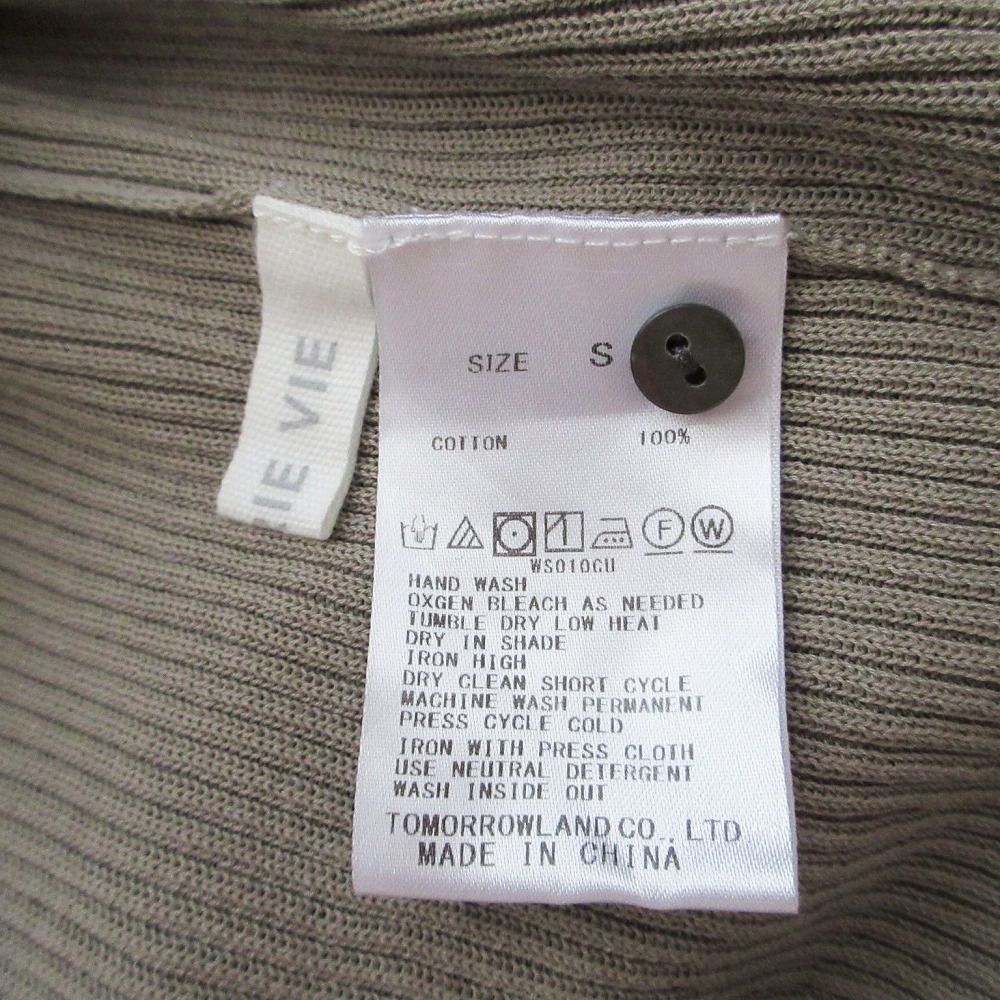 VIE
SIZE S
COTTON 100%
F W
WS010CU
HAND WASH
OXGEN BLEACH AS NEEDED
TUMBLE DRY LOW HEAT
DRY IN SHADE
IRON HIGH
DRY CLEAN SHORT CYCLE
MACHINE WASH PERMANENT
PRESS CYCLE COLD
IRON WITH PRESS CLOTH
USE NEUTRAL DETERGENT
WASH INSIDE OUT
TOMORROWLAND CO., LTD
MADE IN CHINA